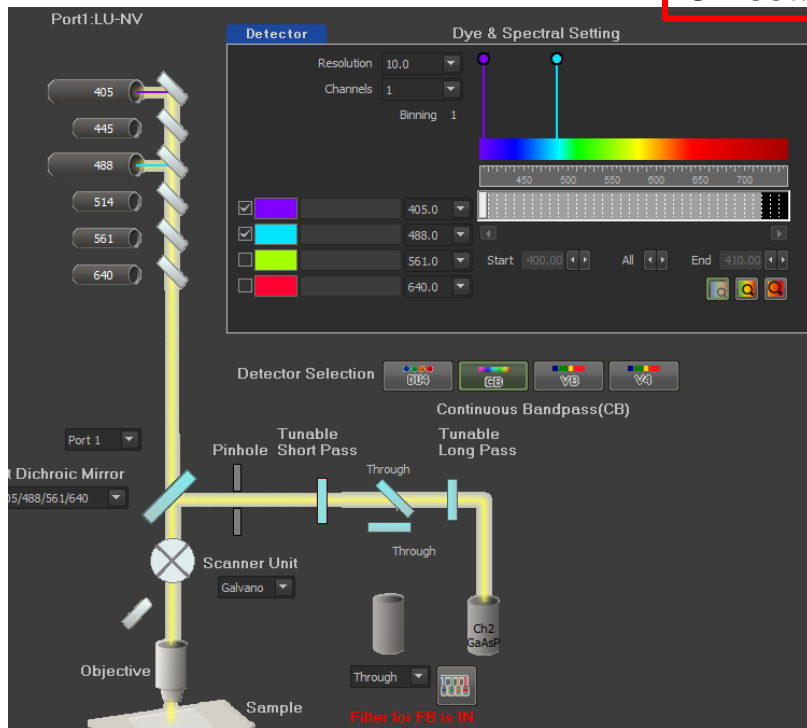 Port1:LU-NV
Detector
Dye & Spectral Setting
Resolution 10.0
Channels 1
Binning 1
405
445
488
514
561
640
450 500 550 600 650 700
405.0
488.0
561.0
640.0
Start 400.00 All End 410.00
Detector Selection DU4 CB VB V4
Continuous Bandpass(CB)
Port 1
Tunable
Short Pass
Tunable
Long Pass
Pinhole
Through
t Dichroic Mirror
05/488/561/640
Through
Scanner Unit
Galvano
Ch2
GaAsP
Objective
Through
Sample
Filter for FB is IN